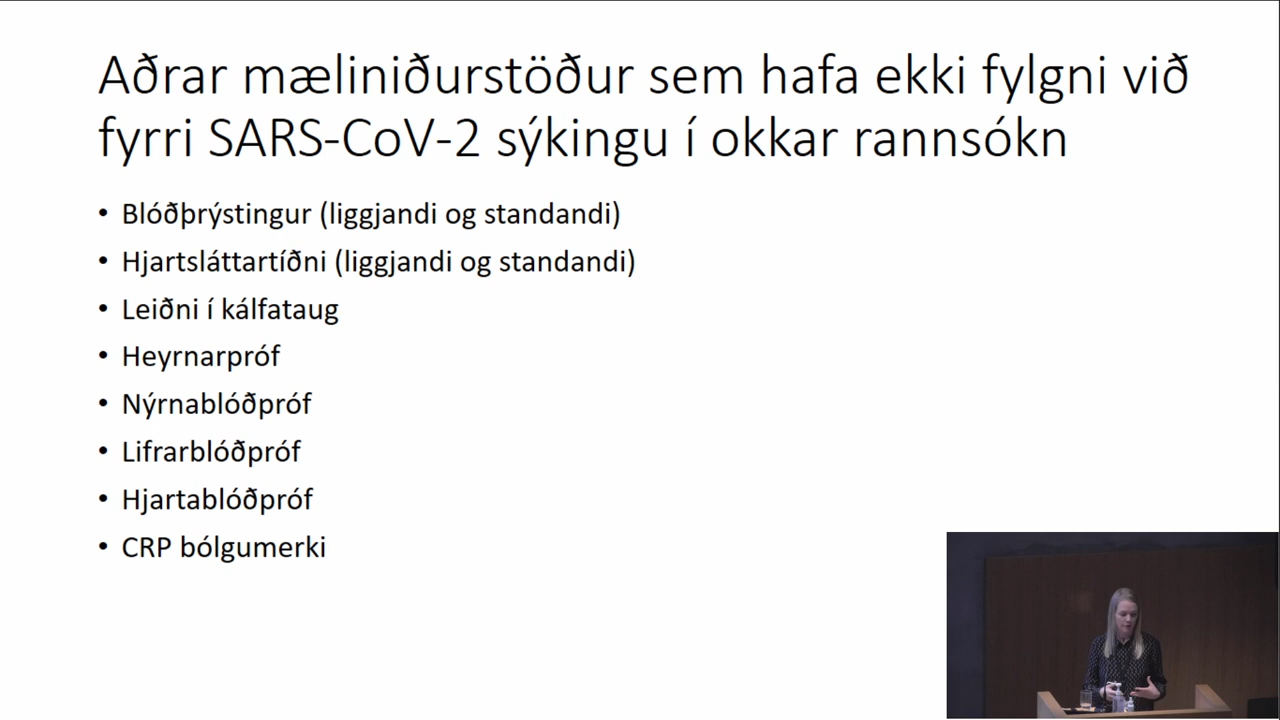 Aðrar mæliniðurstöður sem hafa ekki fylgni við
fyrri SARS-CoV-2 sýkingu í okkar rannsókn
• Blóðþrýstingur (liggjandi og standandi)
• Hjartsláttartíðni (liggjandi og standandi)
• Leiðni í kálfataug
• Heyrnarpróf
• Nýrnablóðpróf
• Lifrarblóðpróf
• Hjartablóðpróf
• CRP bólgumerki